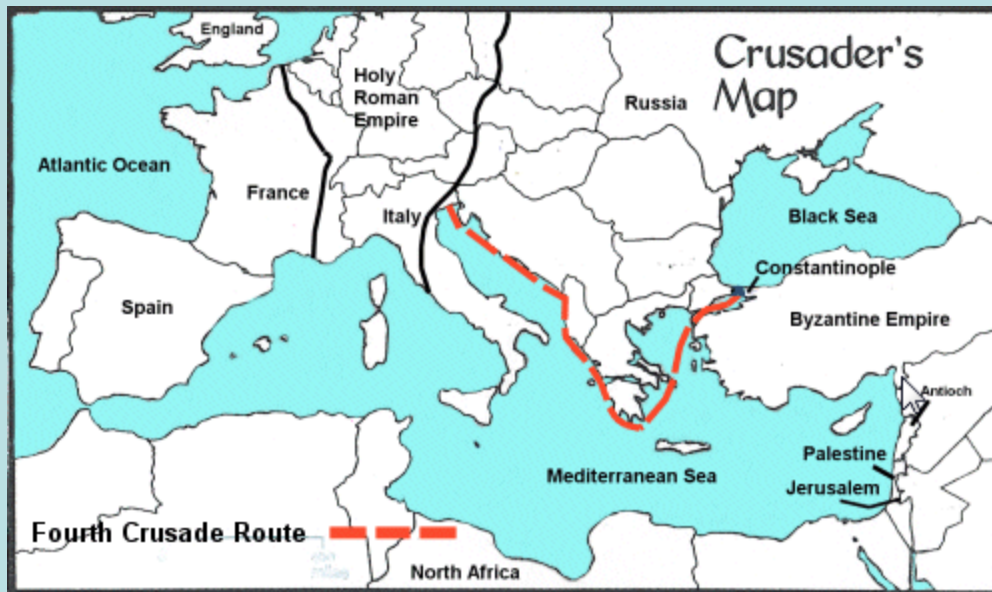 England
Crusader's
Map
Holy
Roman
Empire
Russia
Atlantic Ocean
France
Italy
Black Sea
Constantinople
Spain
Byzantine Empire
Antioch
Palestine
Mediterranean Sea
Jerusalem
Fourth Crusade Route
North Africa